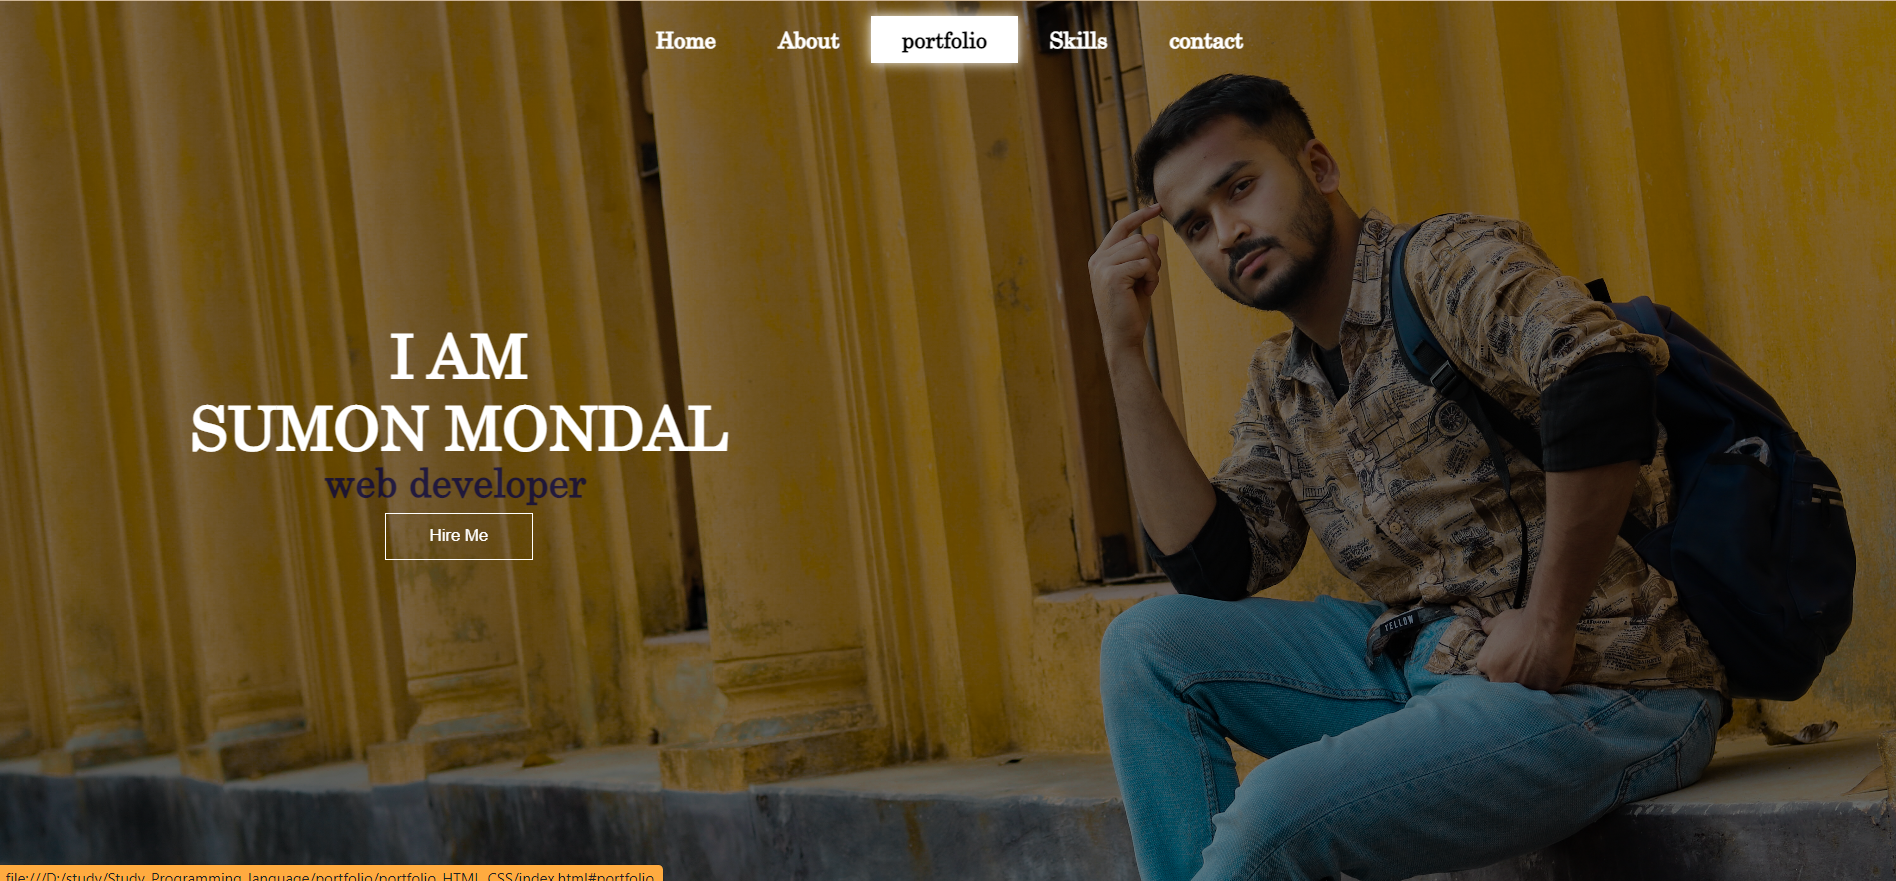 Home About portfolio Skills contact
I AM
SUMON MONDAL
web developer
Hire Me
YELLOW
file:///D:/study/Study_Programming_language/portfolio/portfolio_HTML_CSS/index.html#portfolio